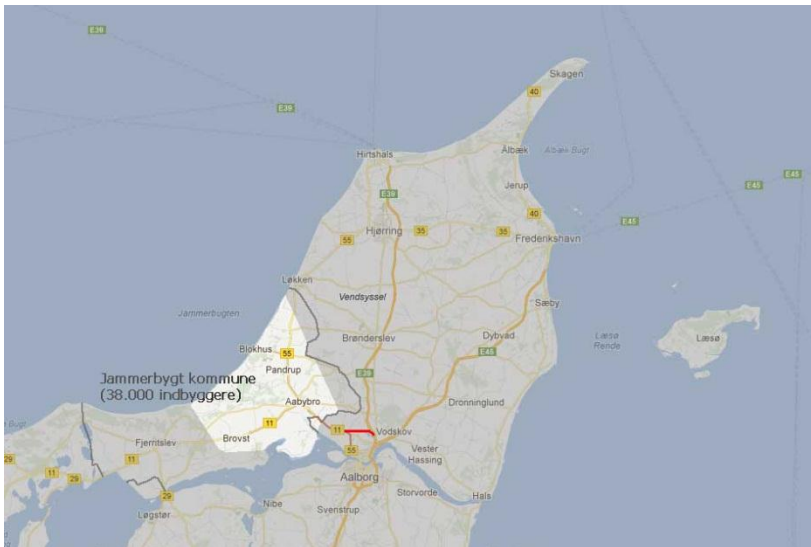 E39
Skagen
40
E39
Hirtshals
Ålbæk
Ålbæk Bugt
E45
E45
Jerup
E39
40
Hjørring
35
35
55
E45
Frederikshavn
Løkken
Vendsyssel
Sæby
Jammerbugten
Læsø
Rende
Læsø
Brønderslev
Dybvad
Blokhus
55
E45
Pandrup
E39
Jammerbygt kommune
(38.000 indbyggere)
Aabybro
Dronninglund
Bugt
11
11
Vodskov
Fjerritslev
Brovst
55
Vester
Hassing
29
11
11
29
Aalborg
29
Storvorde
Hals
Nibe
Løgstør
Svenstrup